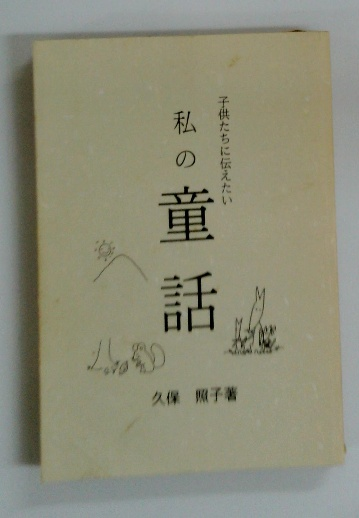 子供たちに伝えたい
私の童話
久保 照子著